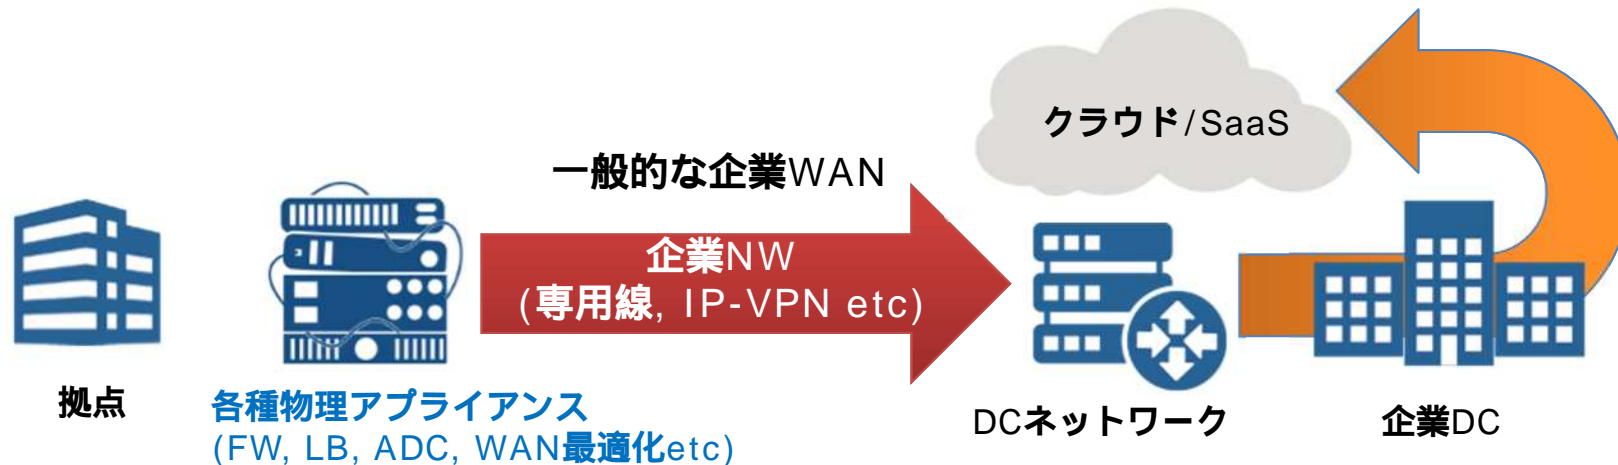 クラウド/SaaS
一般的な企業WAN
企業NW
(専用線, IP-VPN etc)
拠点
各種物理アプライアンス
(FW, LB, ADC, WAN最適化etc)
DCネットワーク
企業DC